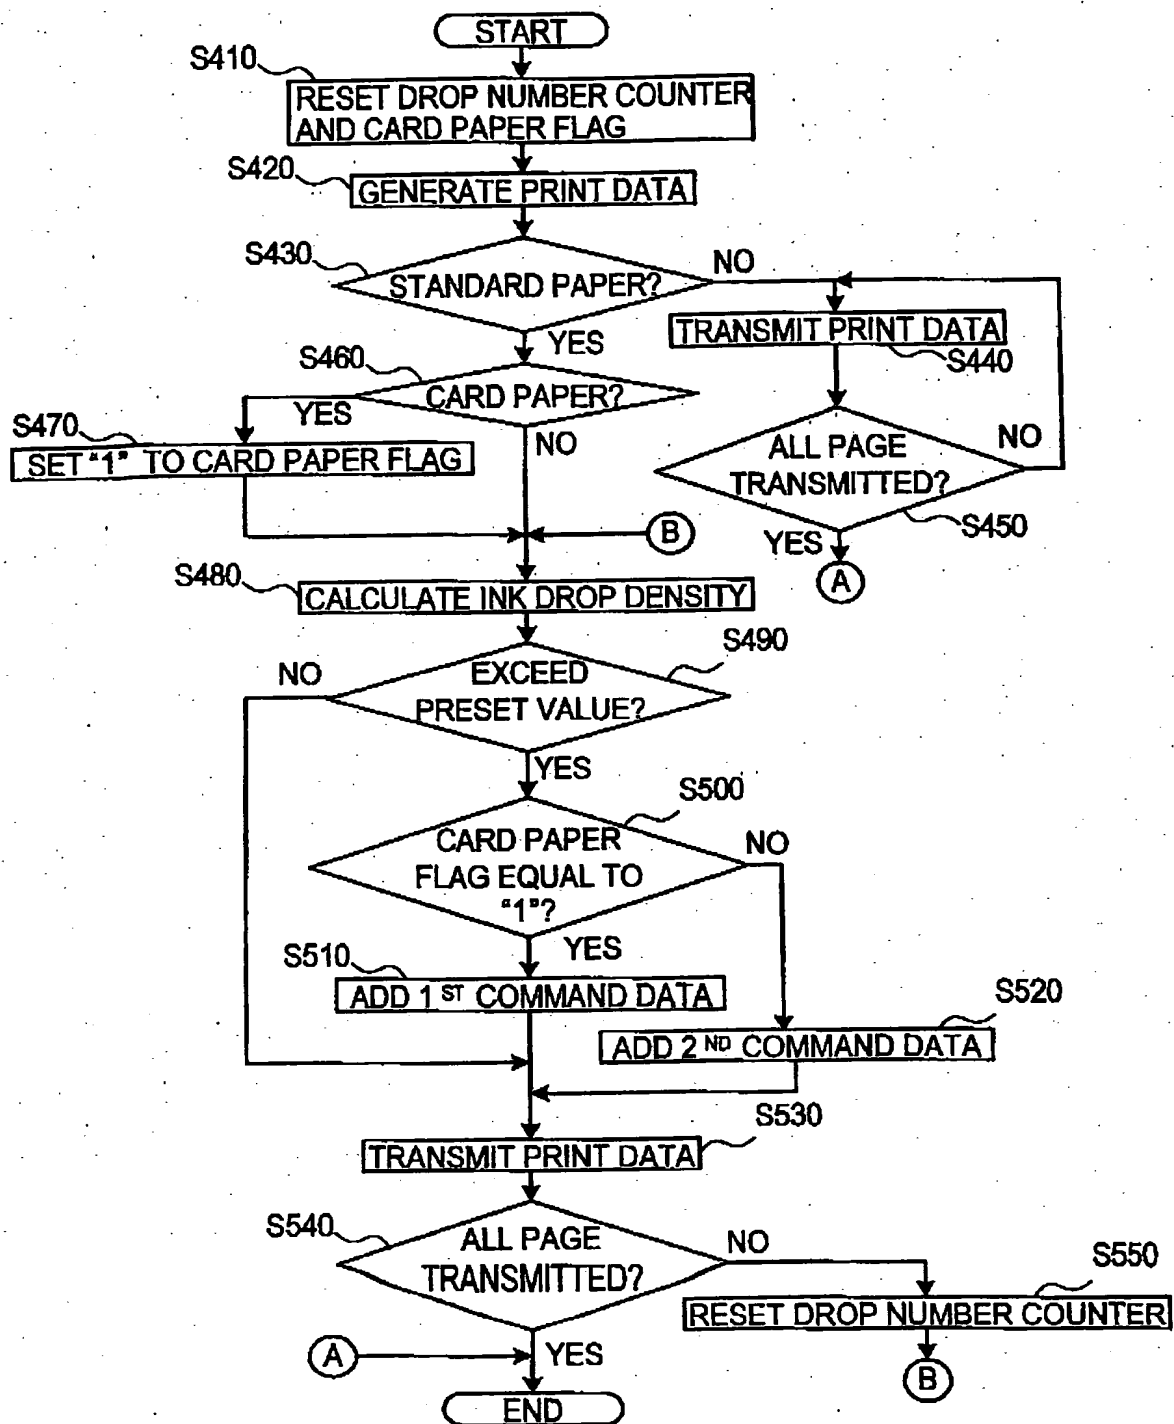 START
S410
RESET DROP NUMBER COUNTER
AND CARD PAPER FLAG
S420
GENERATE PRINT DATA
S430
STANDARD PAPER?
NO
YES
TRANSMIT PRINT DATA
S440
S460
CARD PAPER?
YES
NO
S470
SET "1" TO CARD PAPER FLAG
ALL PAGE
TRANSMITTED?
NO
S450
YES
A
B
S480
CALCULATE INK DROP DENSITY
S490
EXCEED
PRESET VALUE?
NO
YES
S500
CARD PAPER
FLAG EQUAL TO
"1"?
NO
YES
S510
ADD 1 ST COMMAND DATA
S520
ADD 2 ND COMMAND DATA
S530
TRANSMIT PRINT DATA
S540
ALL PAGE
TRANSMITTED?
NO
S550
RESET DROP NUMBER COUNTER
A
YES
B
END